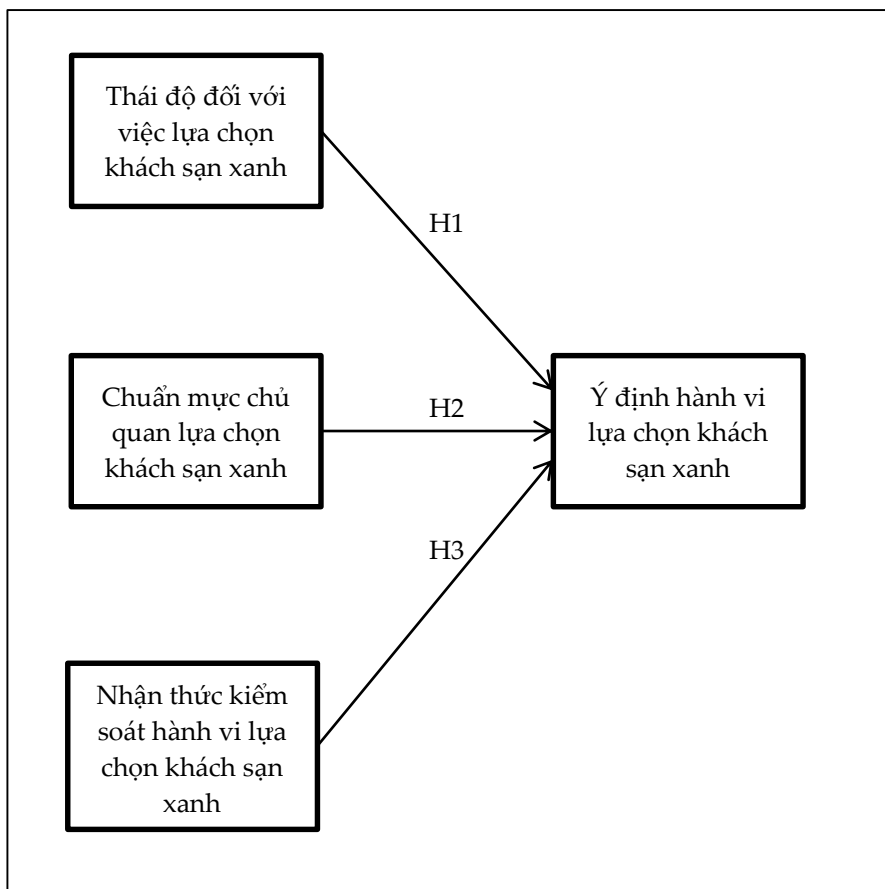 Thái độ đối với
việc lựa chọn
khách sạn xanh
H1
Chuẩn mực chủ
quan lựa chọn
khách sạn xanh
H2
Ý định hành vi
lựa chọn khách
sạn xanh
H3
Nhận thức kiểm
soát hành vi lựa
chọn khách sạn
xanh